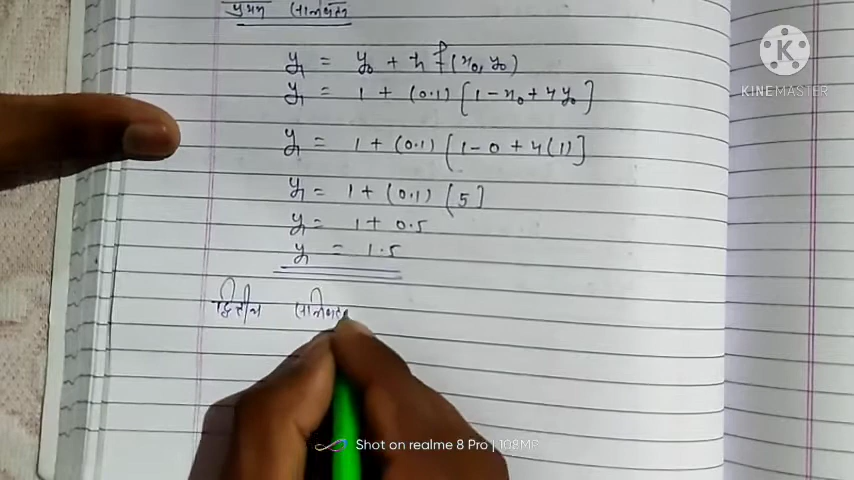 प्रथम सन्निकटन
y₁ = y₀ + h f(x₀, y₀)
y₁ = 1 + (0.1) [1 - x₀ + 4y₀]
y₁ = 1 + (0.1) [1 - 0 + 4(1)]
y₁ = 1 + (0.1) [5]
y₁ = 1 + 0.5
y₁ = 1.5
द्वितीय सन्निकटन
KINEMASTER
Shot on realme 8 Pro | 108MP